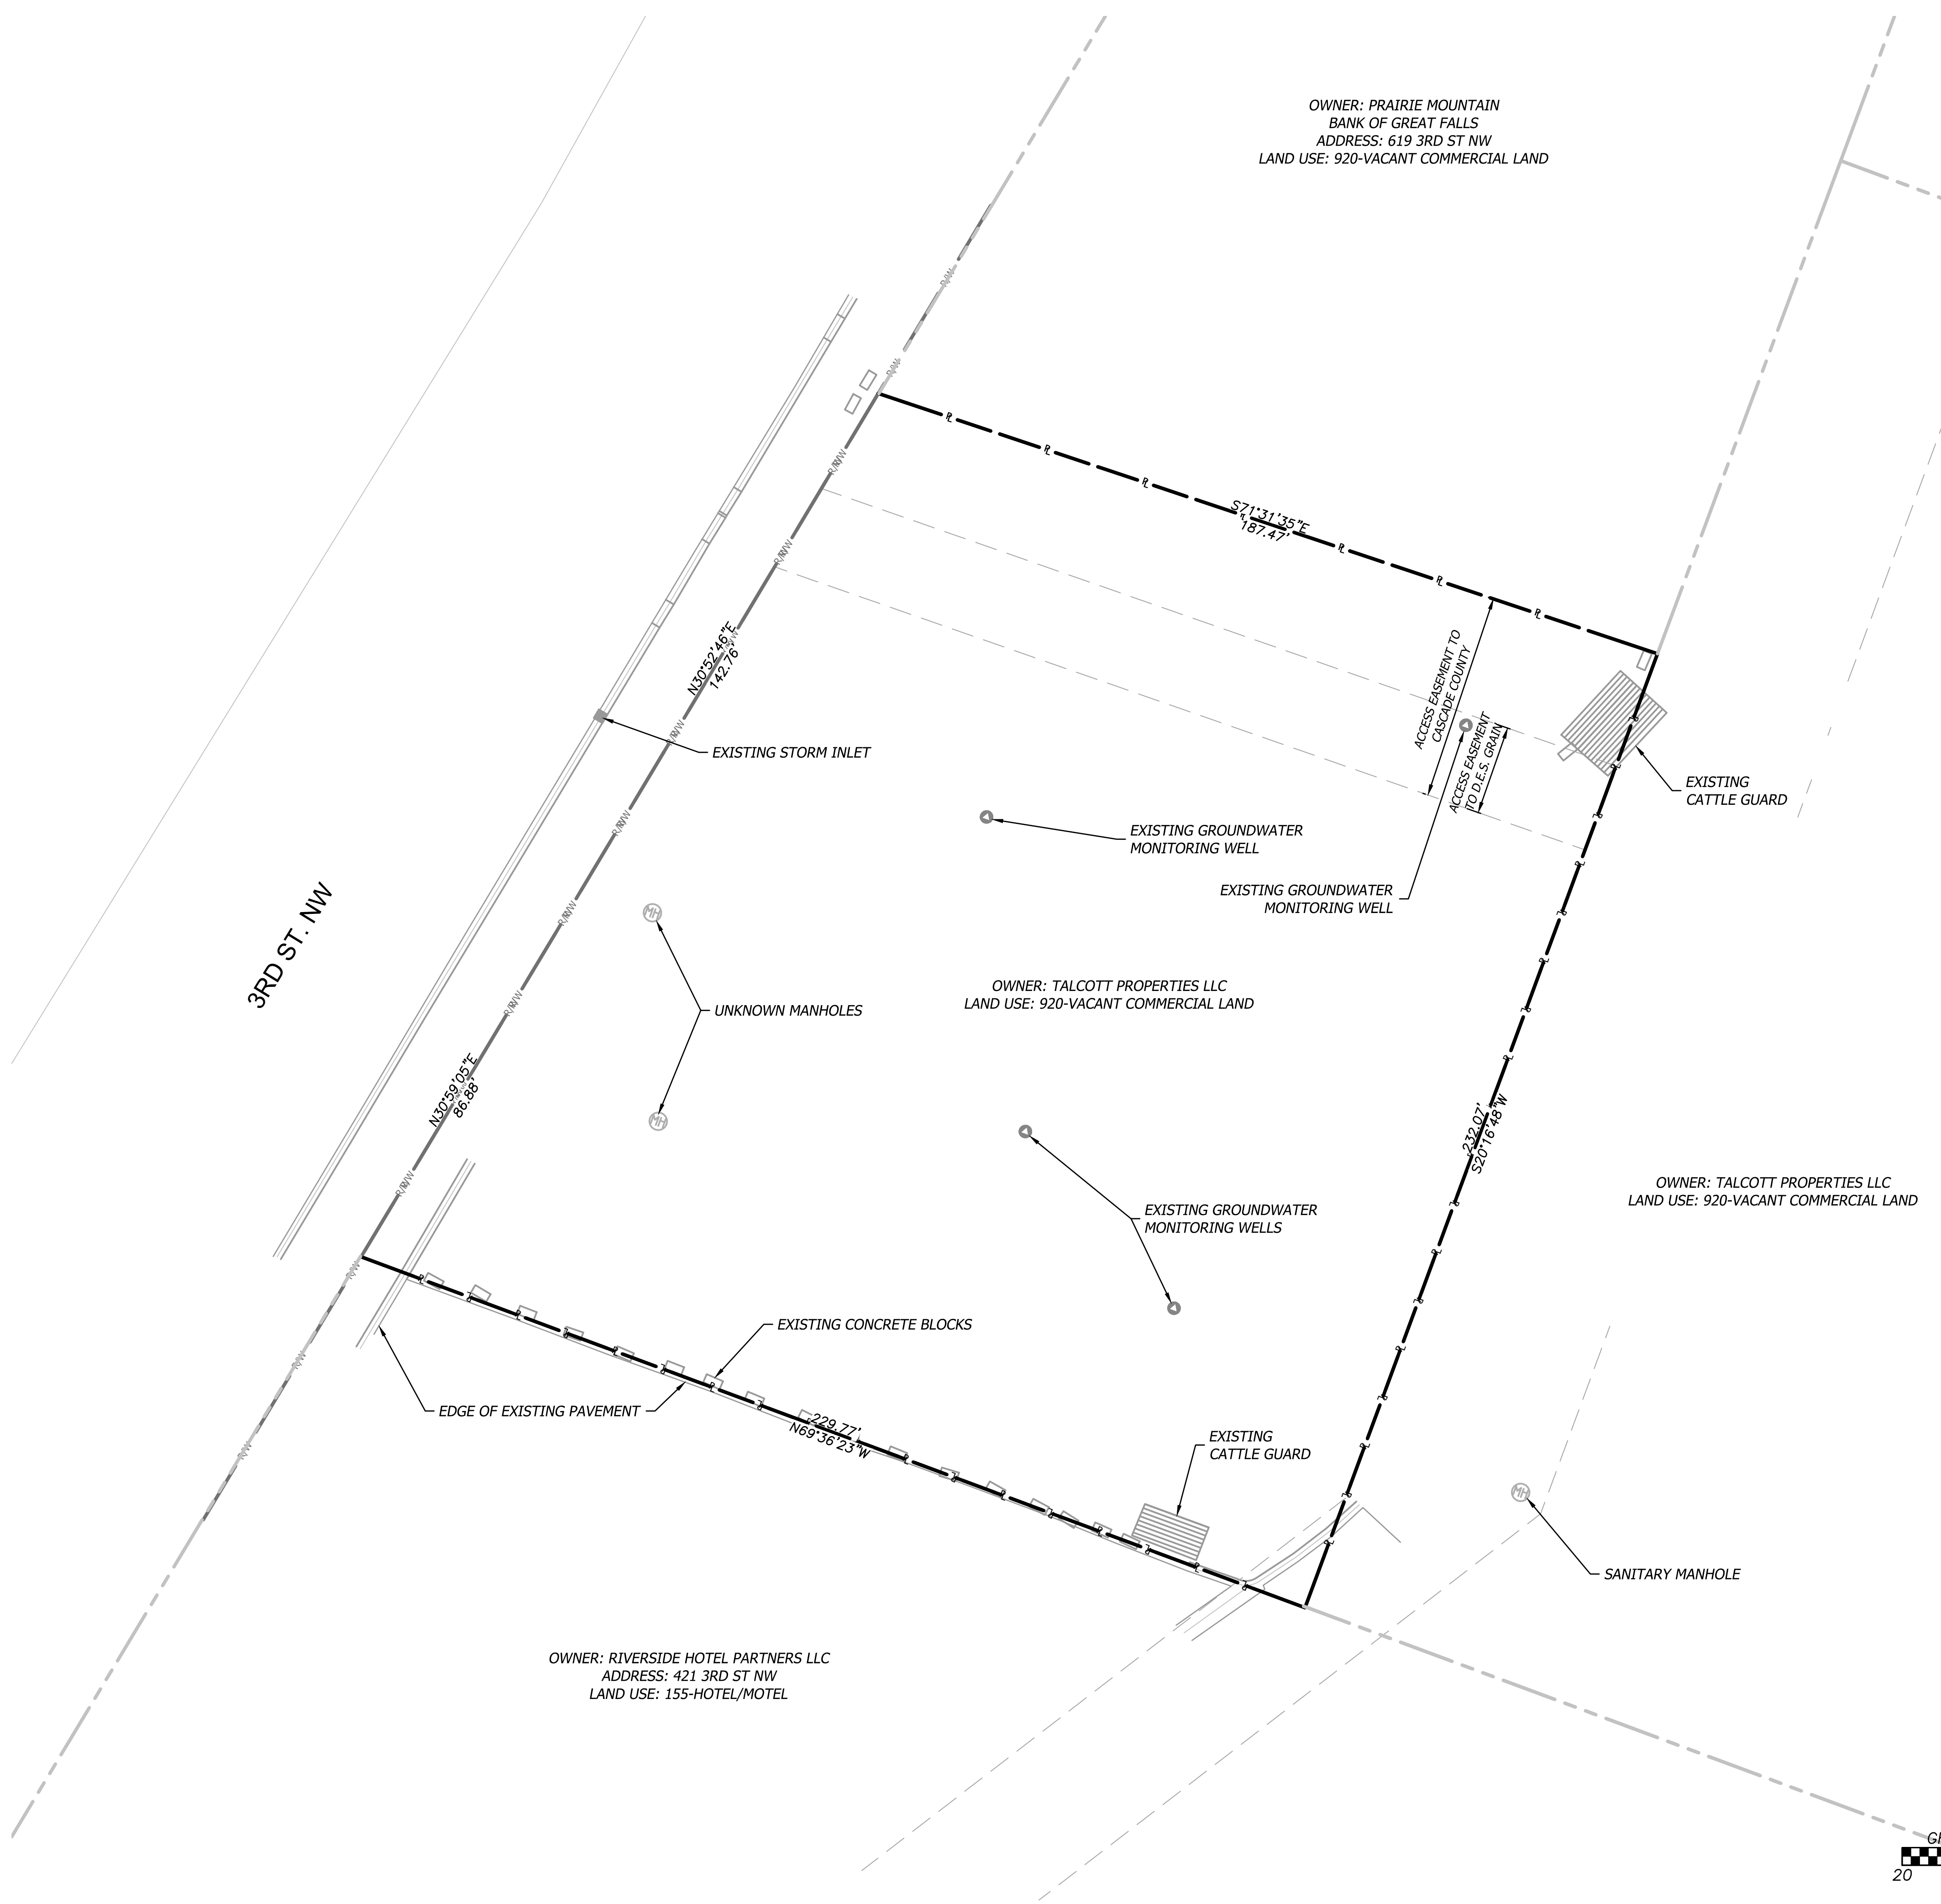 OWNER: PRAIRIE MOUNTAIN
BANK OF GREAT FALLS
ADDRESS: 619 3RD ST NW
LAND USE: 920-VACANT COMMERCIAL LAND
R/W
R/W
S71°31'35"E
187.47'
ACCESS EASEMENT TO
CASCADE COUNTY
ACCESS EASEMENT
TO D.E.S. GRAIN
N30°52'46"E
142.76'
EXISTING STORM INLET
EXISTING
CATTLE GUARD
EXISTING GROUNDWATER
MONITORING WELL
EXISTING GROUNDWATER
MONITORING WELL
3RD ST. NW
MH
UNKNOWN MANHOLES
MH
OWNER: TALCOTT PROPERTIES LLC
LAND USE: 920-VACANT COMMERCIAL LAND
N30°59'05"E
86.88'
232.07'
S20°16'48"W
OWNER: TALCOTT PROPERTIES LLC
LAND USE: 920-VACANT COMMERCIAL LAND
EXISTING GROUNDWATER
MONITORING WELLS
R/W
R/W
R/W
EXISTING CONCRETE BLOCKS
EDGE OF EXISTING PAVEMENT
229.77'
N69°36'23"W
EXISTING
CATTLE GUARD
MH
SANITARY MANHOLE
OWNER: RIVERSIDE HOTEL PARTNERS LLC
ADDRESS: 421 3RD ST NW
LAND USE: 155-HOTEL/MOTEL
20